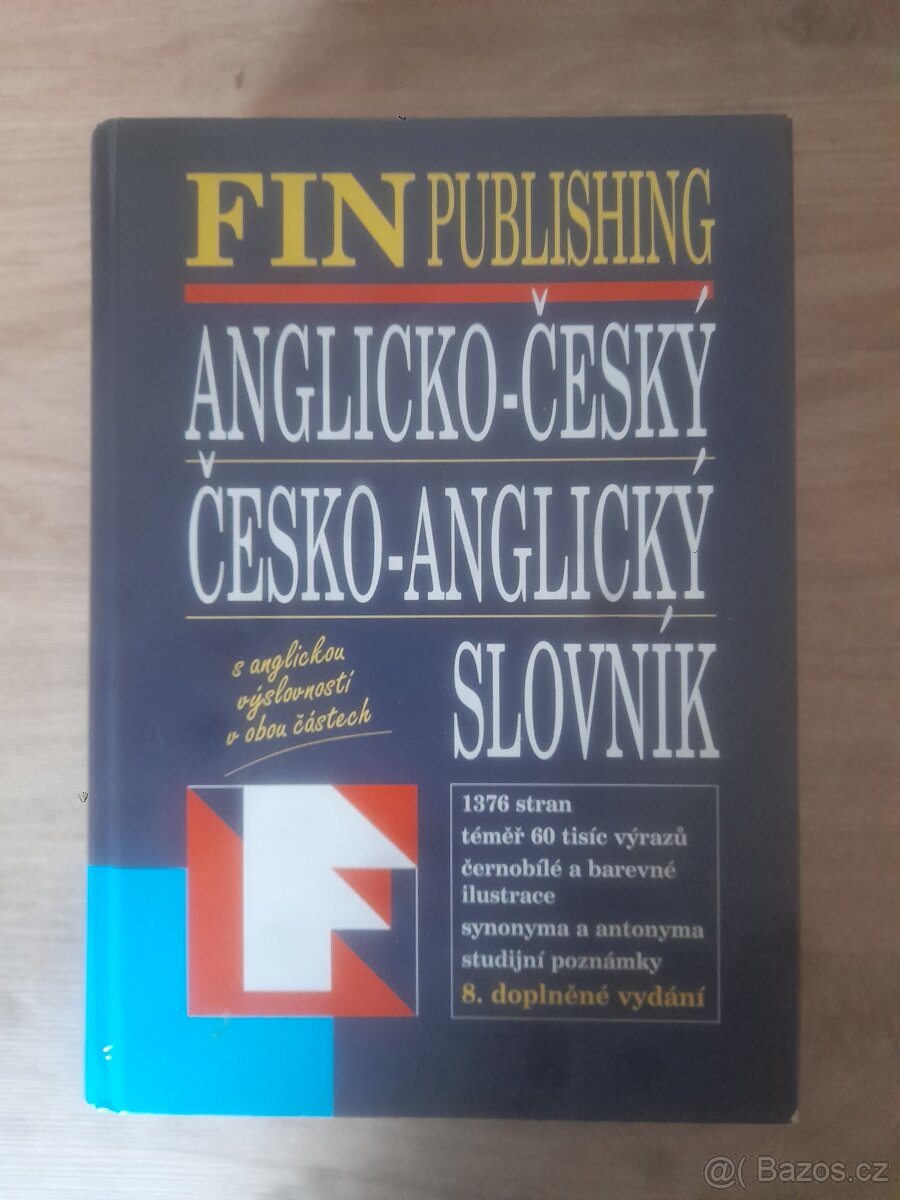 FIN PUBLISHING
ANGLICKO-ČESKÝ
ČESKO-ANGLICKÝ
SLOVNÍK
s anglickou
výslovností
v obou částech
1376 stran
téměř 60 tisíc výrazů
černobílé a barevné
ilustrace
synonyma a antonyma
studijní poznámky
8. doplněné vydání
@( Bazos.cz